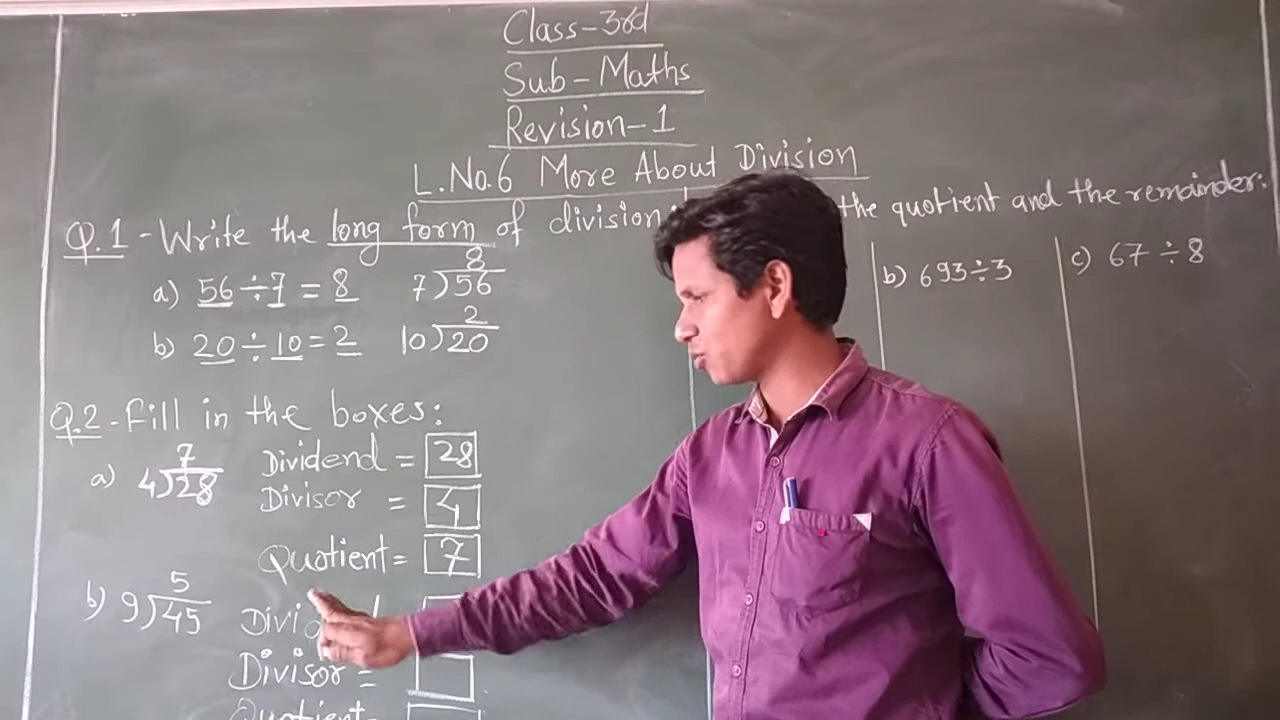 Class-3rd
Sub-Maths
Revision-1
L.No.6 More About Division
Q.1 - Write the long form of division:
a) 56÷7 = 8 7)56 8
b) 20÷10 = 2 10)20 2
Q.2 - Fill in the boxes:
a) 4)28 7 Dividend = 28
Divisor = 4
Quotient = 7
b) 9)45 5
Divisor =
Quotient =
the quotient and the remainder:
b) 693÷3
c) 67÷8